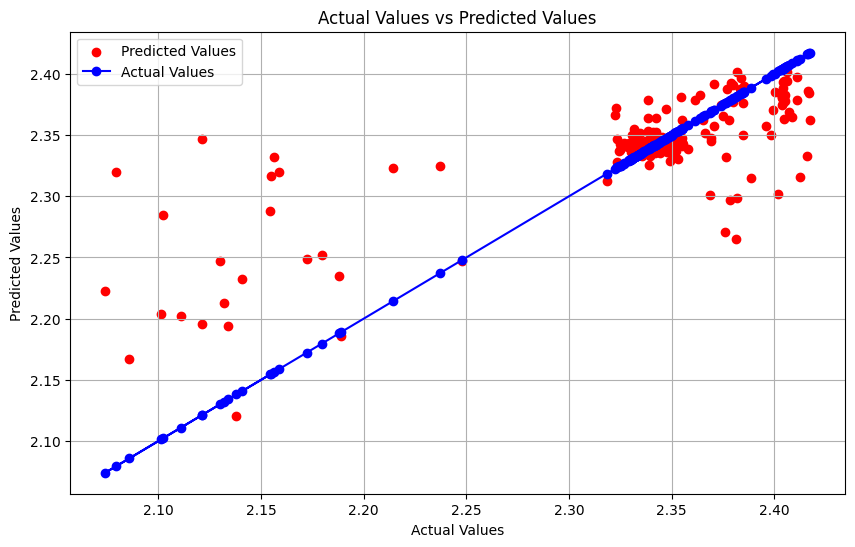 Actual Values vs Predicted Values
Predicted Values
Actual Values
Predicted Values
2.40
2.35
2.30
2.25
2.20
2.15
2.10
2.10 2.15 2.20 2.25 2.30 2.35 2.40
Actual Values